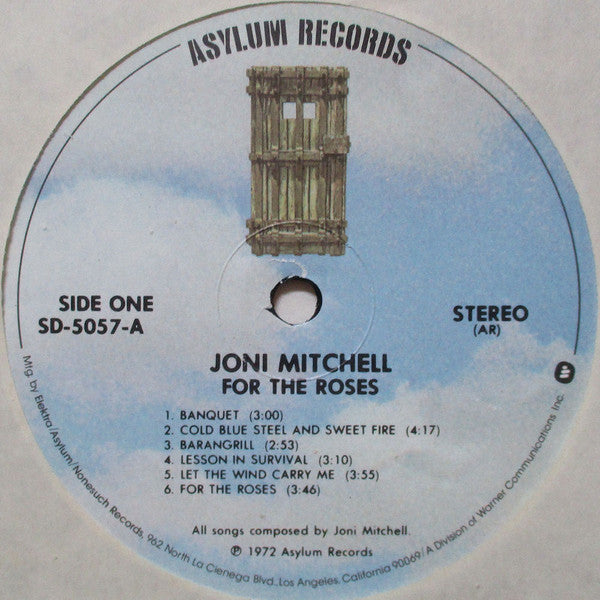 ASYLUM RECORDS
SIDE ONE
SD-5057-A
STEREO
(AR)
JONI MITCHELL
FOR THE ROSES
1. BANQUET (3:00)
2. COLD BLUE STEEL AND SWEET FIRE (4:17)
3. BARANGRILL (2:53)
4. LESSON IN SURVIVAL (3:10)
5. LET THE WIND CARRY ME (3:55)
6. FOR THE ROSES (3:46)
All songs composed by Joni Mitchell.
℗ 1972 Asylum Records
Mfg. by Elektra/Asylum/Nonesuch Records, 962 North La Cienega Blvd., Los Angeles, California 90069/A Division of Warner Communications Inc.